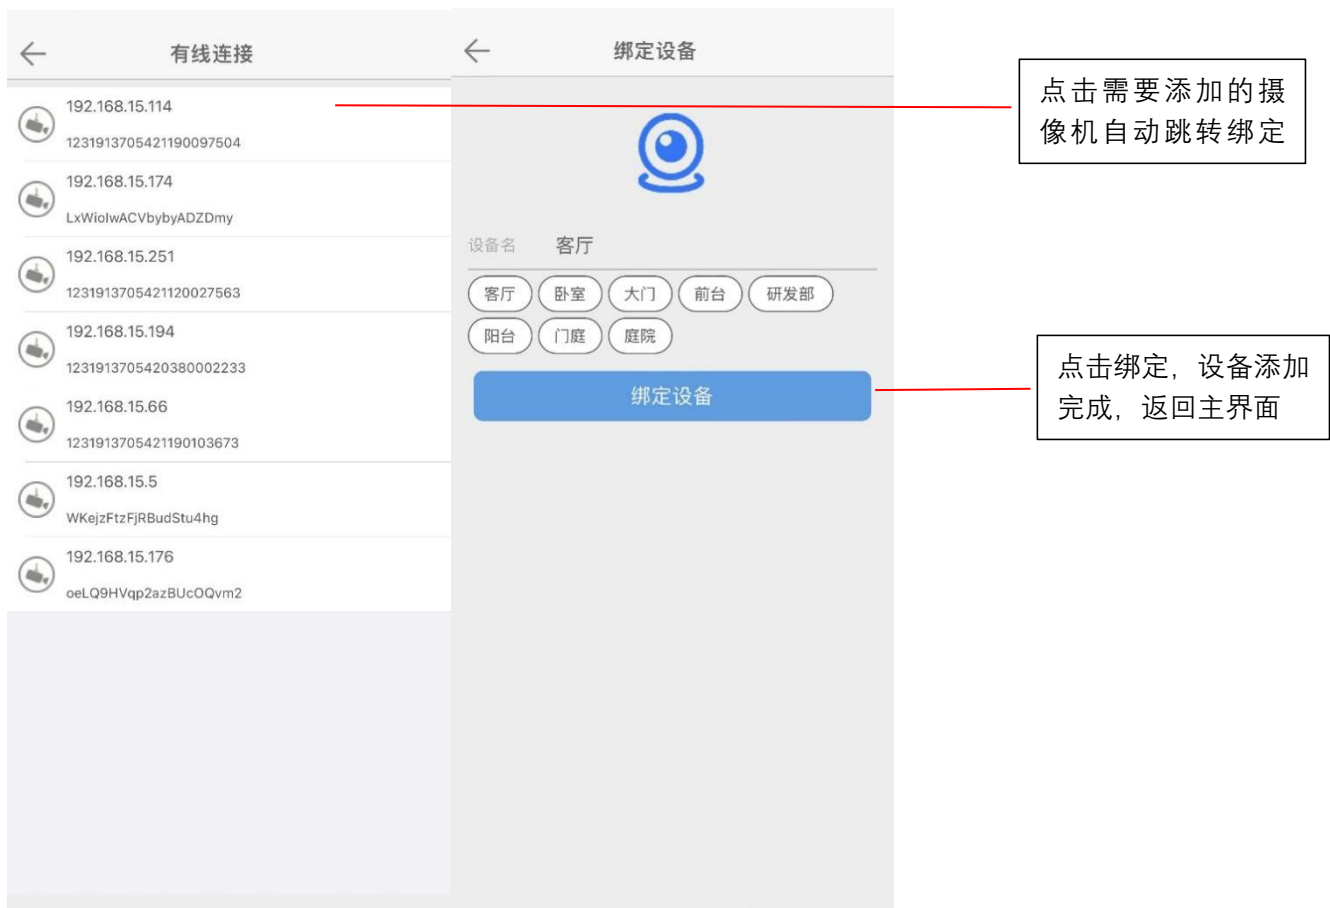 有线连接
192.168.15.114
1231913705421190097504
192.168.15.174
LxWiolwACVbybyADZDmy
192.168.15.251
1231913705421120027563
192.168.15.194
1231913705420380002233
192.168.15.66
1231913705421190103673
192.168.15.5
WKejzFtzFjRBudStu4hg
192.168.15.176
oeLQ9HVqp2azBUcOQvm2
绑定设备
设备名 客厅
客厅 卧室 大门 前台 研发部
阳台 门庭 庭院
绑定设备
点击需要添加的摄
像机自动跳转绑定
点击绑定，设备添加
完成，返回主界面